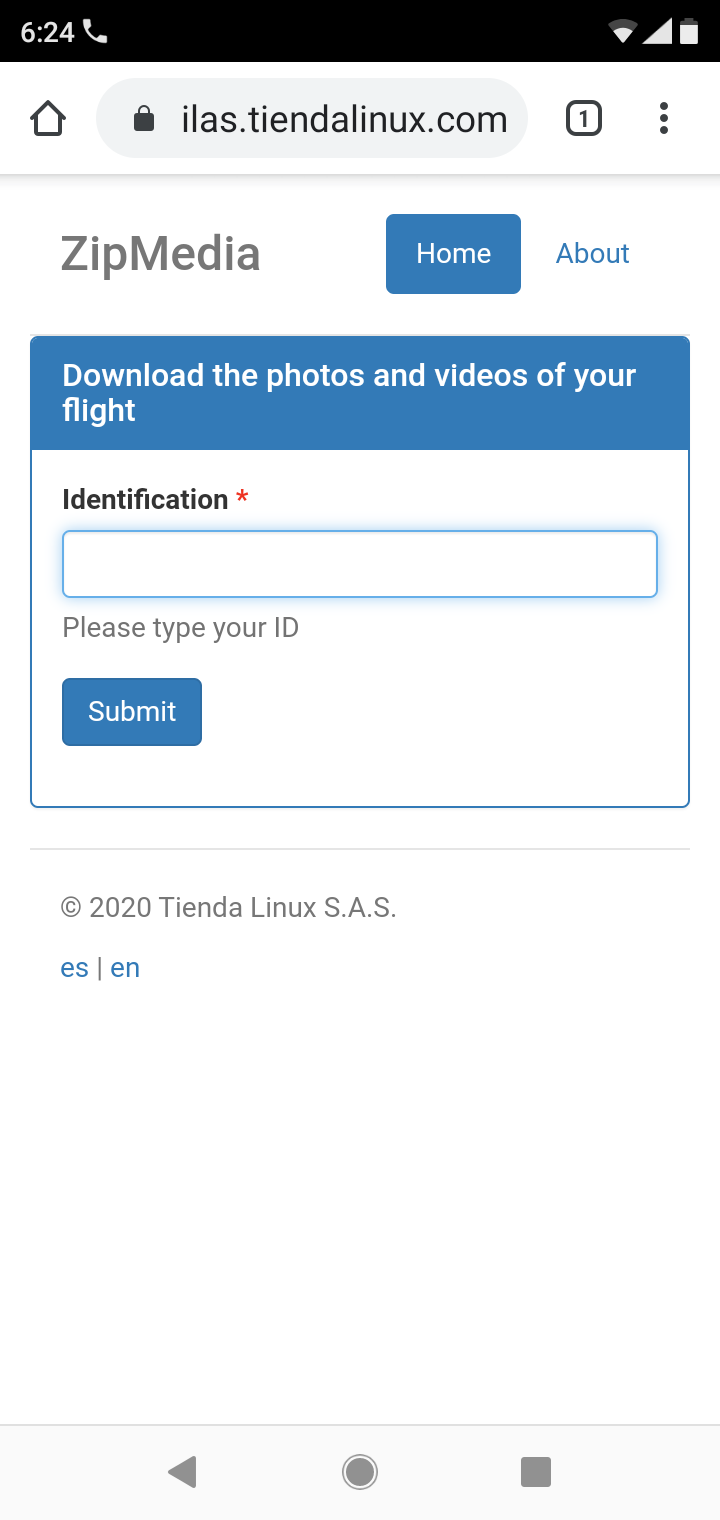 6:24
ilas.tiendalinux.com
1
ZipMedia
Home
About
Download the photos and videos of your
flight
Identification *
Please type your ID
Submit
© 2020 Tienda Linux S.A.S.
es | en